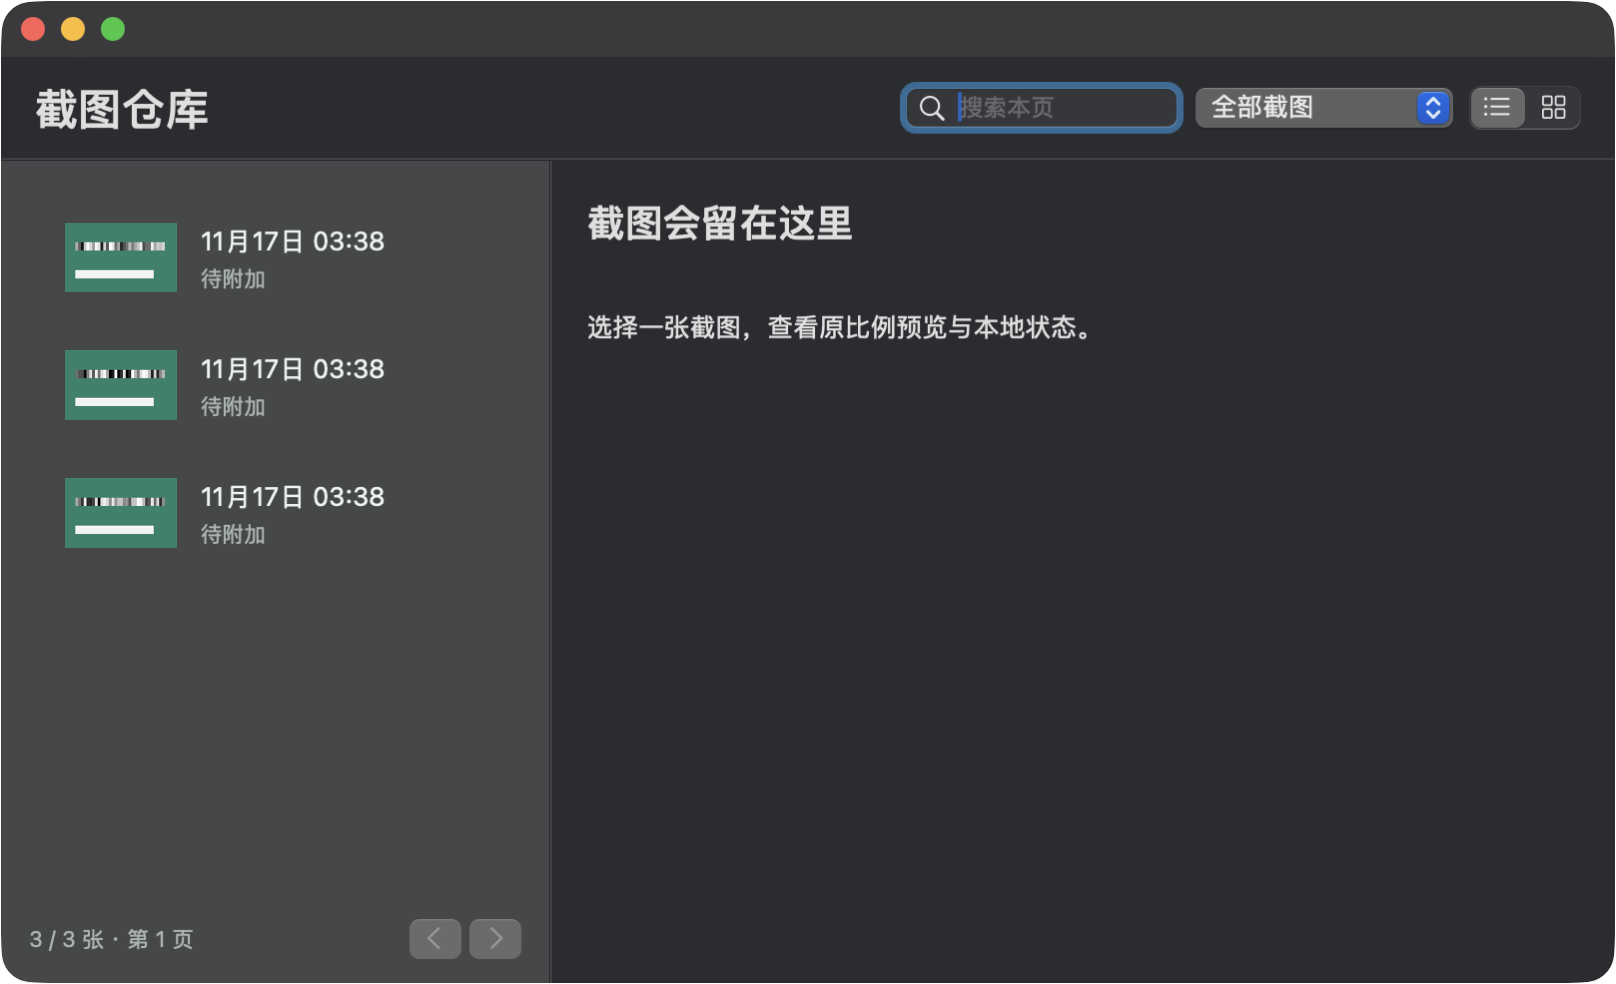 截图仓库
搜索本页
全部截图
11月17日 03:38
待附加
11月17日 03:38
待附加
11月17日 03:38
待附加
3 / 3 张 · 第 1 页
截图会留在这里
选择一张截图，查看原比例预览与本地状态。